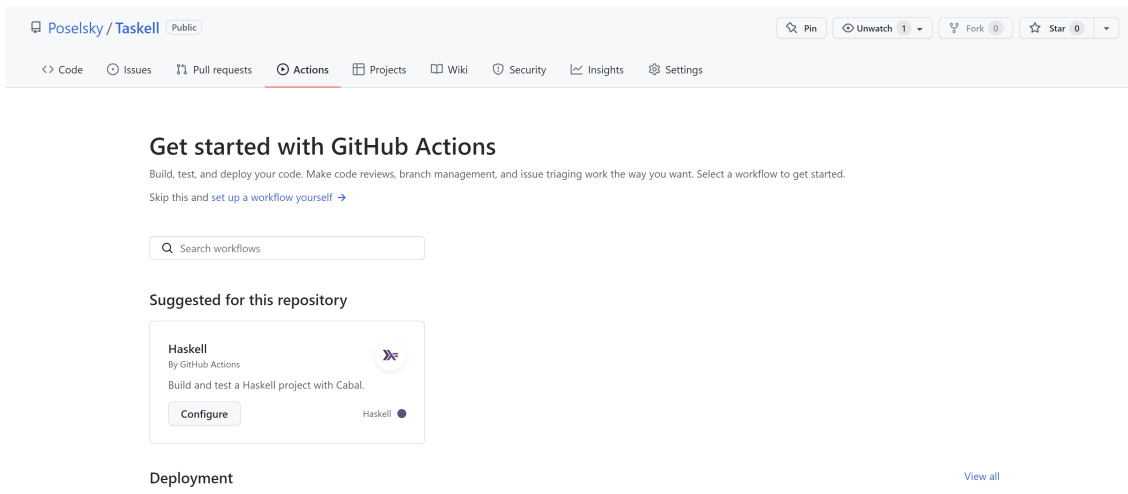 Poselsky / Taskell Public
Pin Unwatch 1 Fork 0 Star 0
Code Issues Pull requests Actions Projects Wiki Security Insights Settings
Get started with GitHub Actions
Build, test, and deploy your code. Make code reviews, branch management, and issue triaging work the way you want. Select a workflow to get started.
Skip this and set up a workflow yourself →
Search workflows
Suggested for this repository
Haskell
By GitHub Actions
Build and test a Haskell project with Cabal.
Configure Haskell
Deployment View all